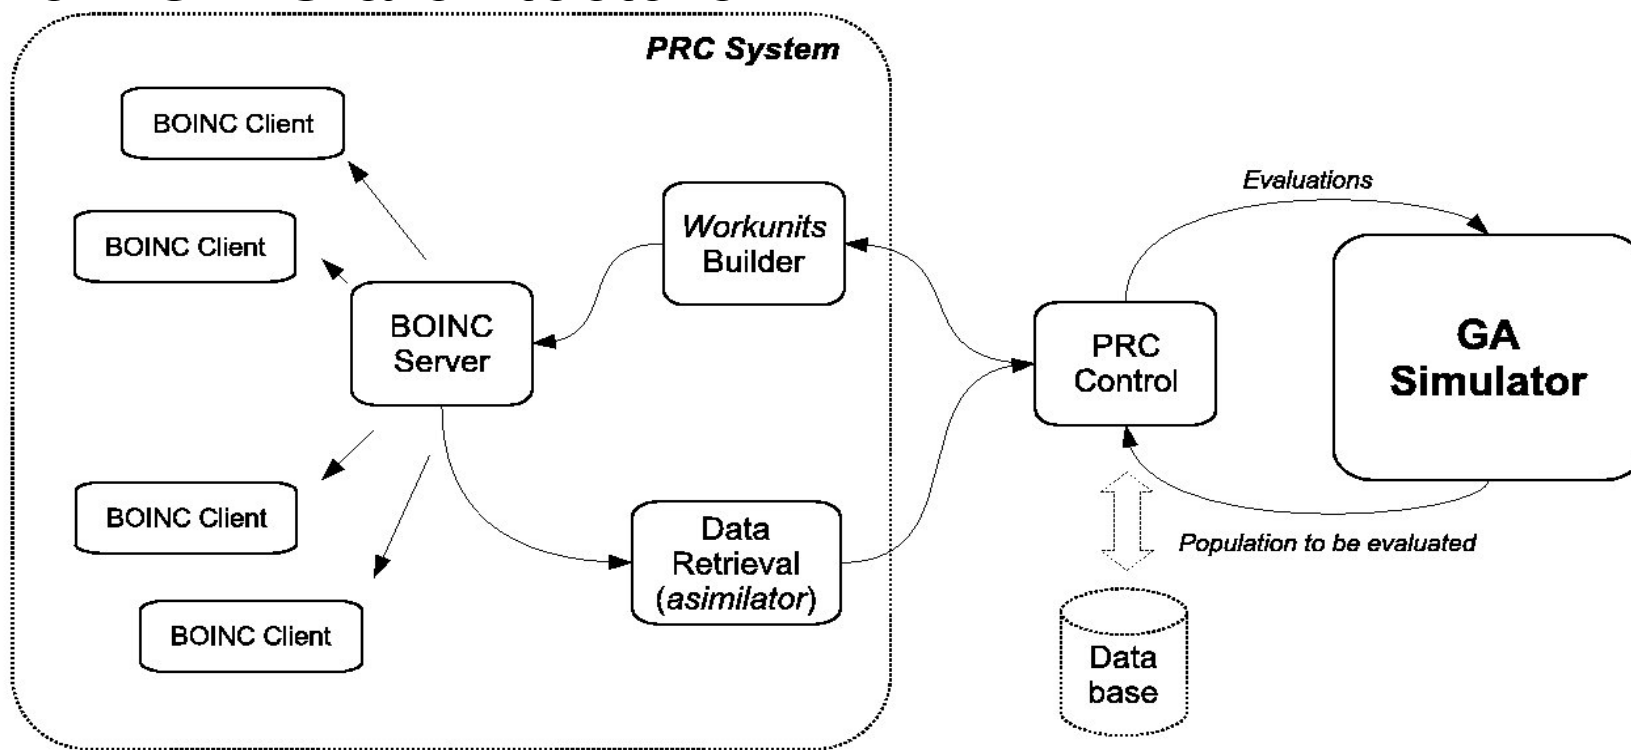 PRC System
BOINC Client
BOINC Client
BOINC
Server
BOINC Client
BOINC Client
Workunits
Builder
Data
Retrieval
(asimilator)
PRC
Control
Evaluations
GA
Simulator
Population to be evaluated
Data
base